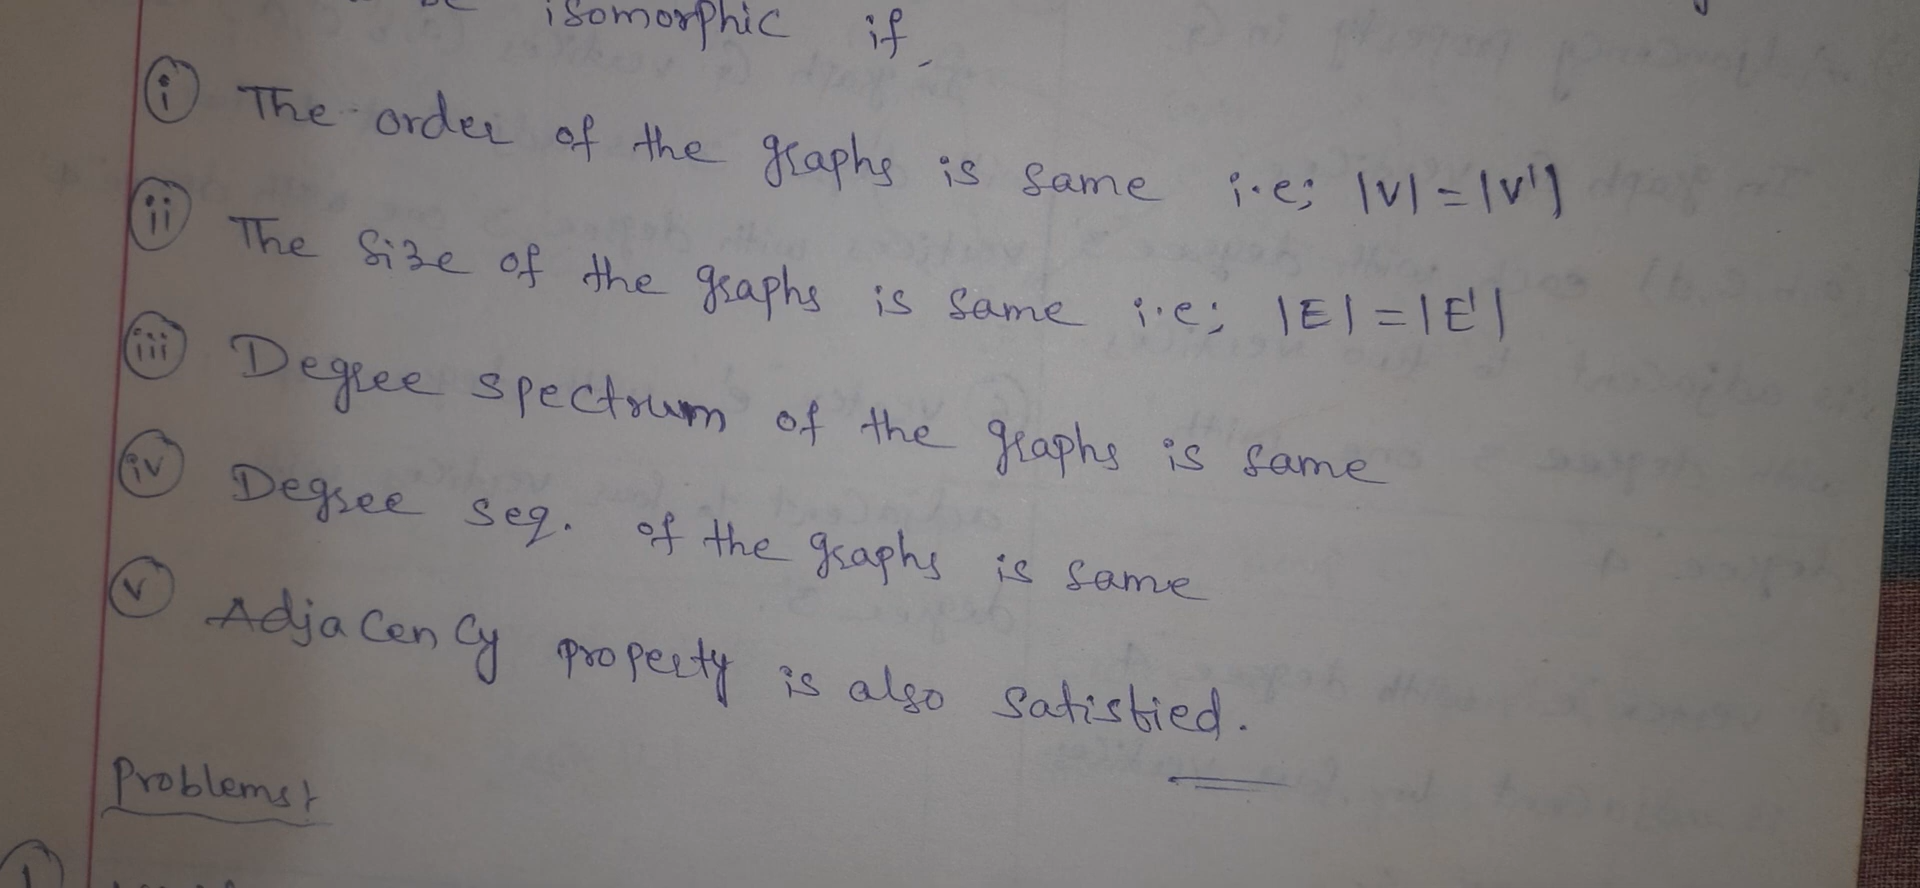 isomorphic if,
(i) The order of the graphs is same i.e; |V| = |V'|
(ii) The size of the graphs is same i.e; |E| = |E'|
(iii) Degree spectrum of the graphs is same
(iv) Degree seq. of the graphs is same
(v) Adjacency property is also satisfied.
Problems: